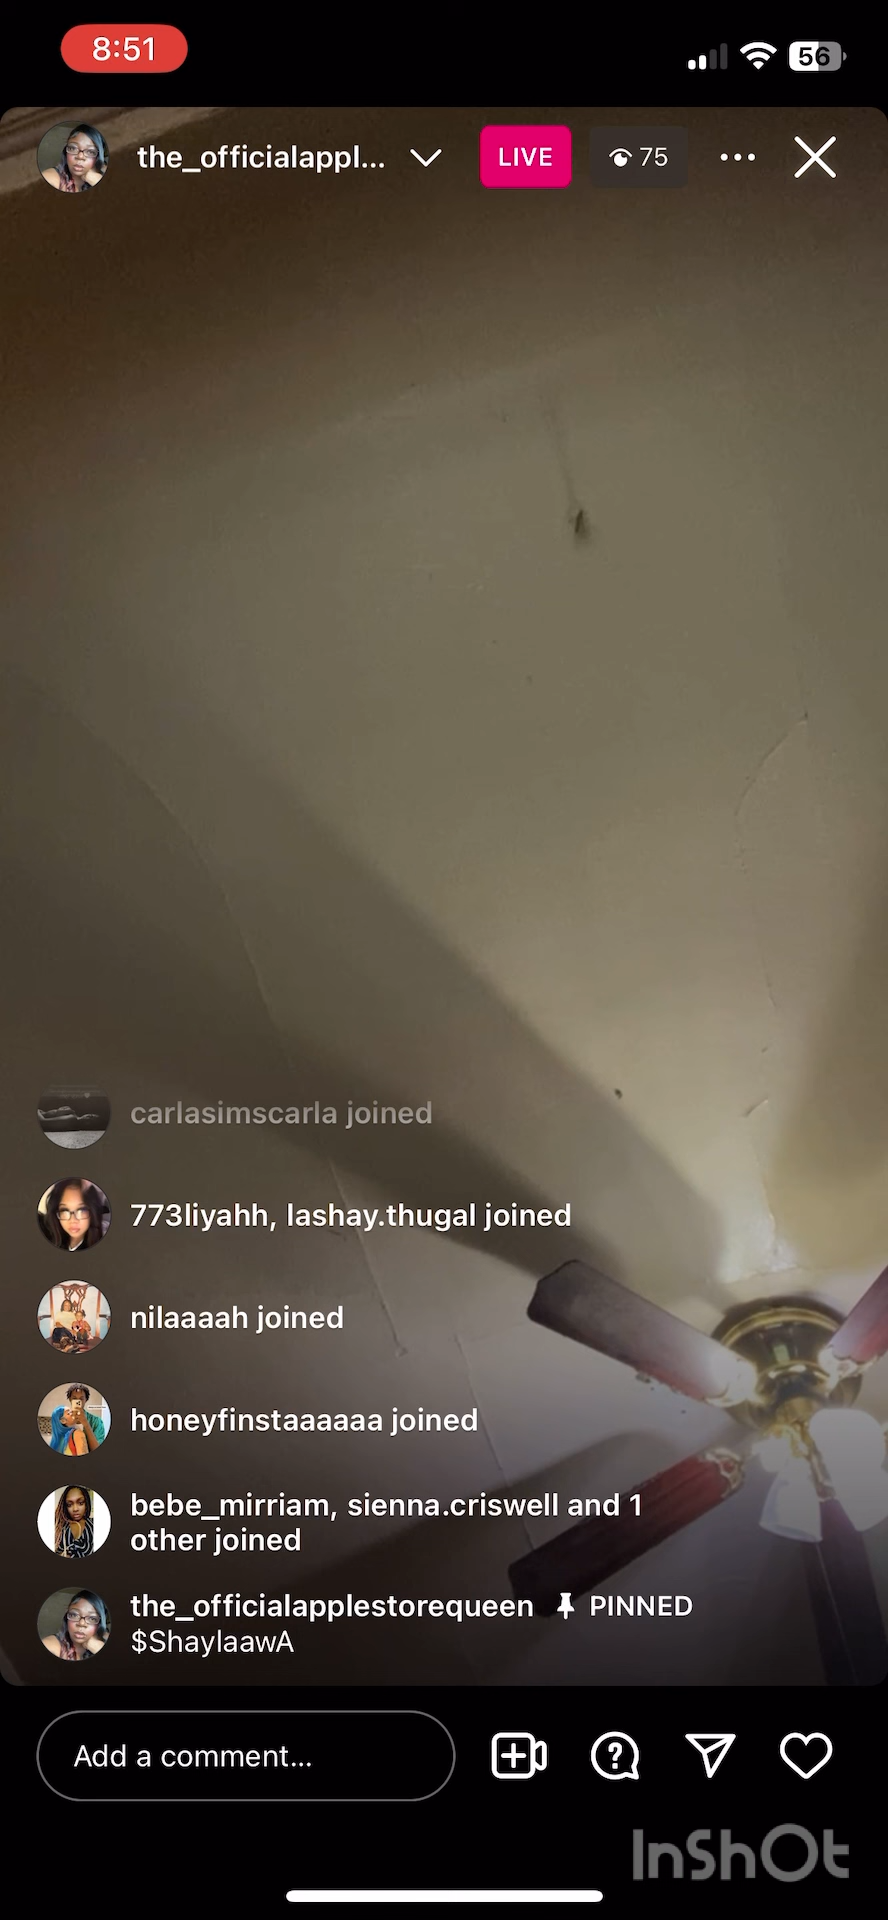 8:51
56
the_officialappl...
LIVE
75
carlasimscarla joined
773liyahh, lashay.thugal joined
nilaaaah joined
honeyfinstaaaaaa joined
bebe_mirriam, sienna.criswell and 1
other joined
the_officialapplestorequeen PINNED
$ShaylaawA
Add a comment...
InShOt